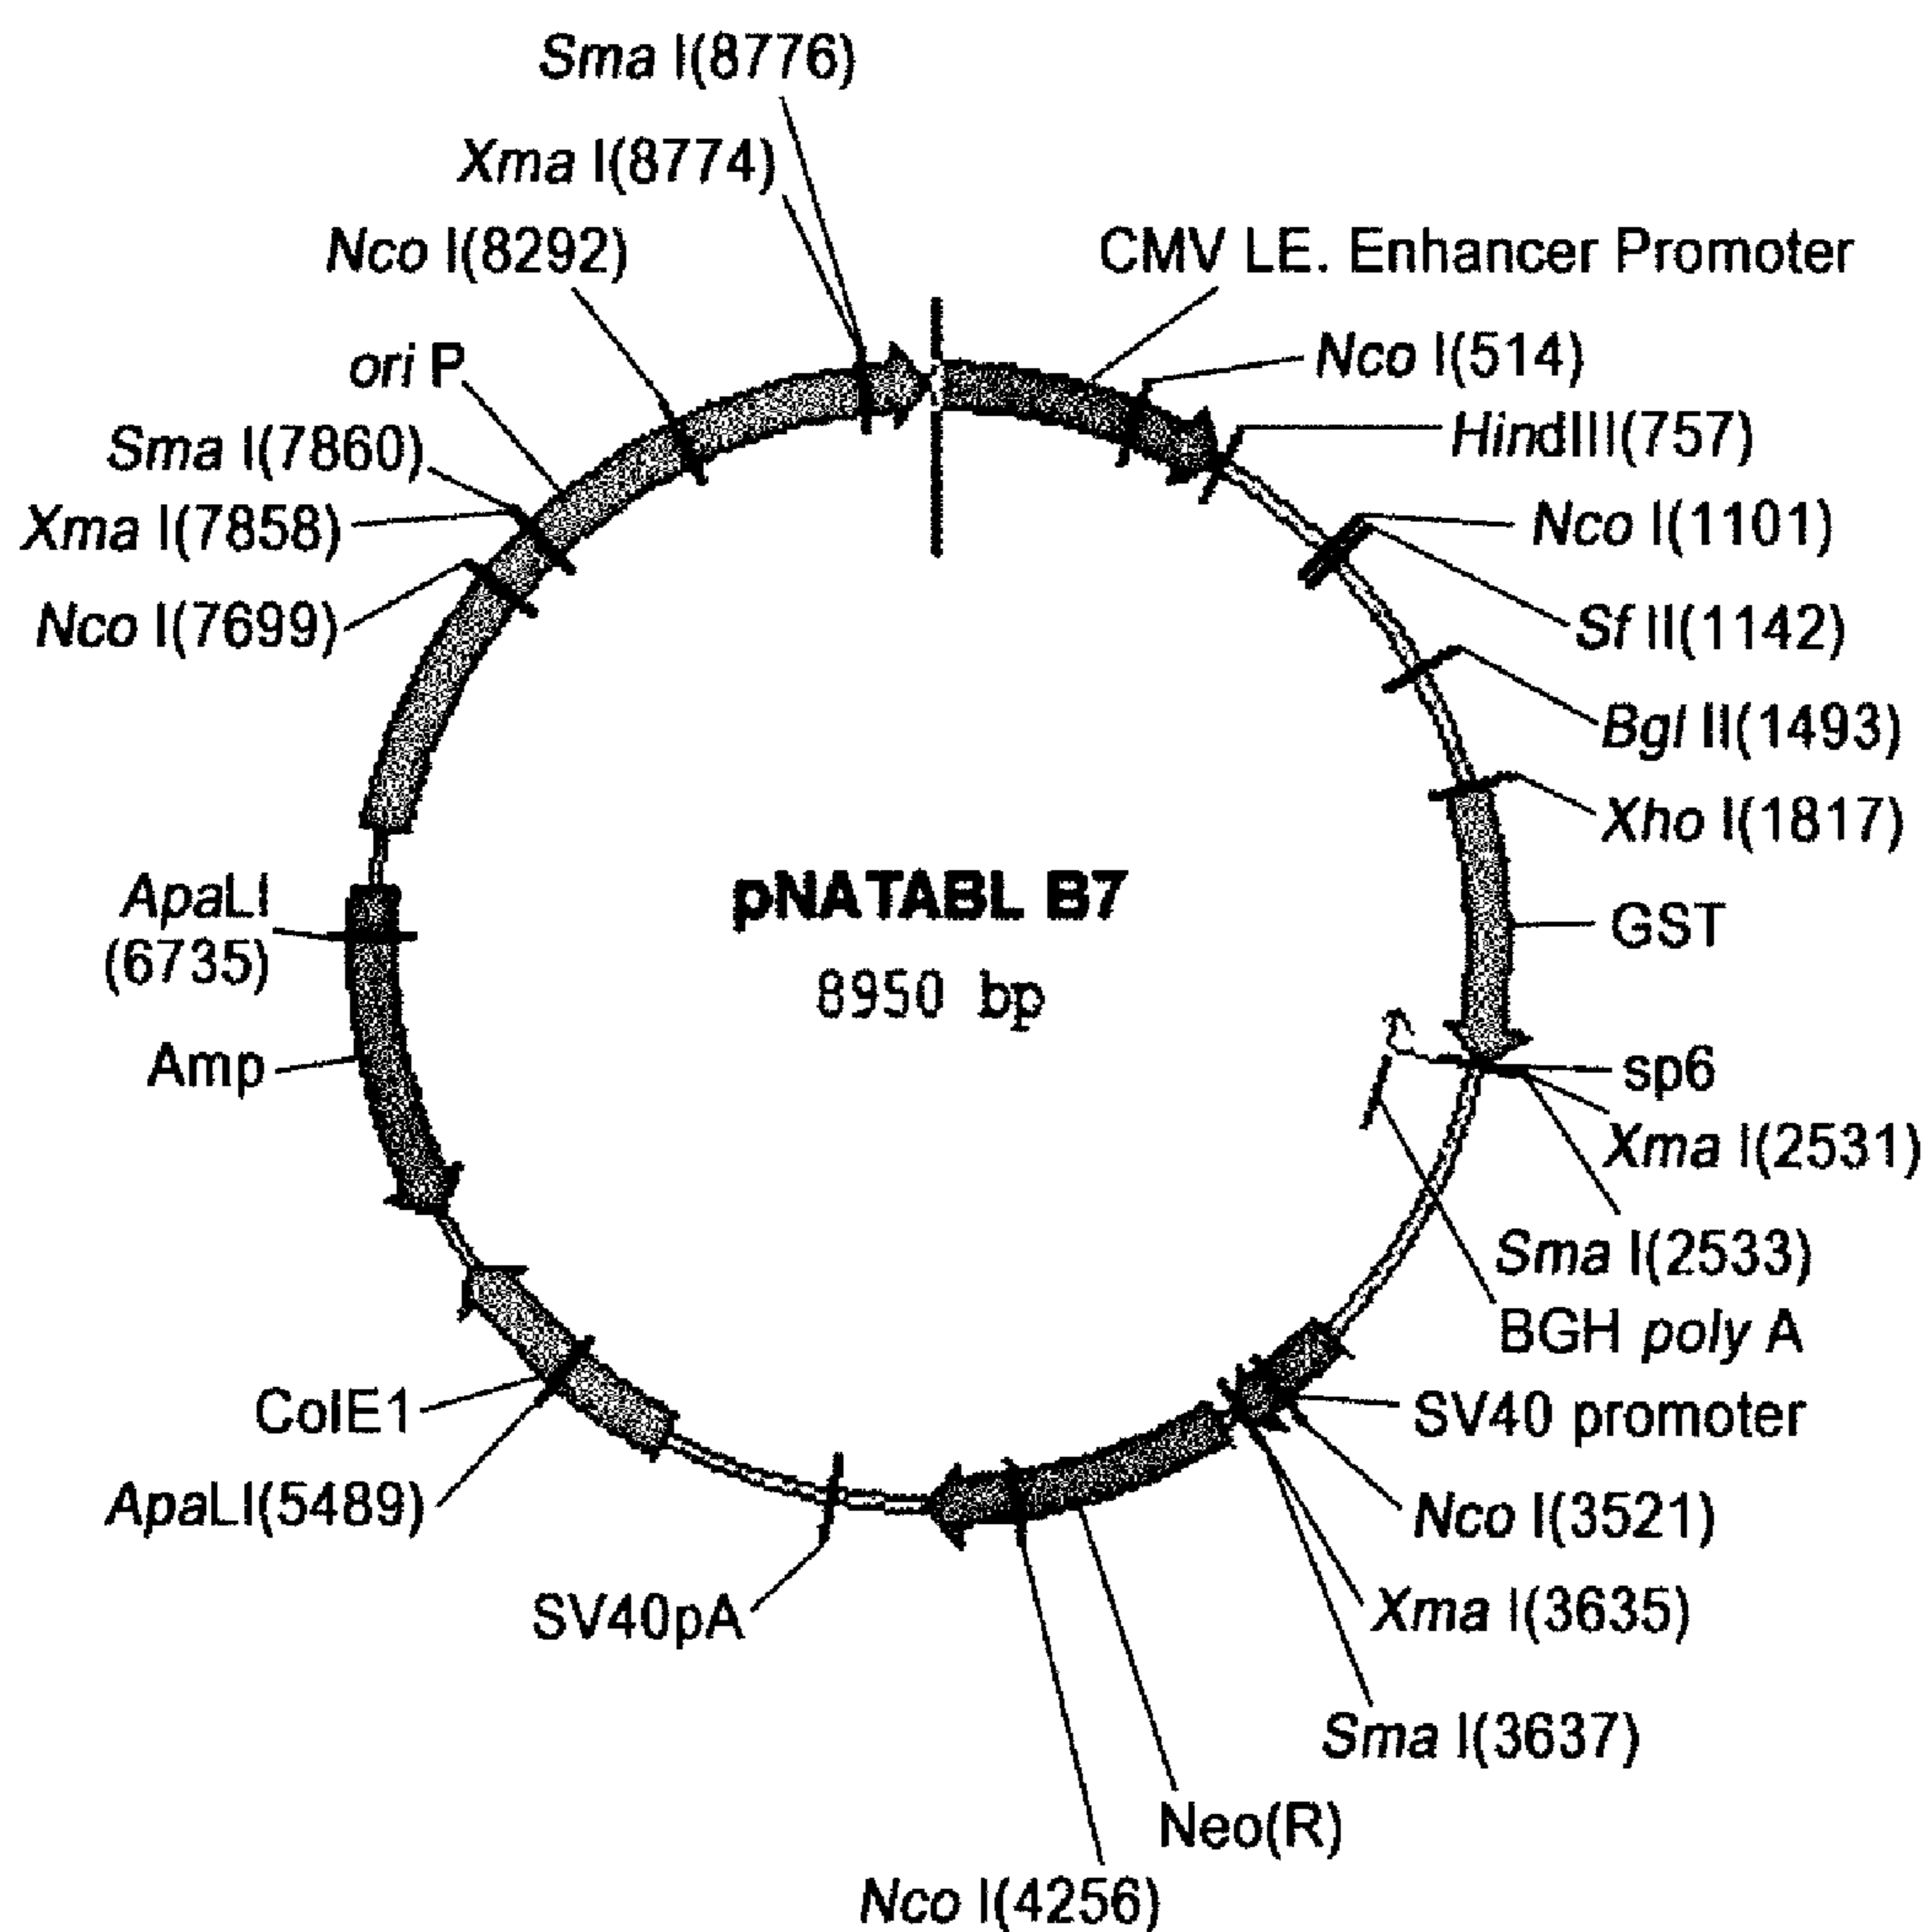 Sma I(8776)
Xma I(8774)
Nco I(8292)
CMV LE. Enhancer Promoter
Nco I(514)
ori P
HindIII(757)
Sma I(7860)
Xma I(7858)
Nco I(1101)
Nco I(7699)
Sf II(1142)
Bgl II(1493)
Xho I(1817)
pNATABL B7
8950 bp
ApaLI
(6735)
GST
Amp
sp6
Xma I(2531)
Sma I(2533)
BGH poly A
ColE1
SV40 promoter
ApaLI(5489)
Nco I(3521)
SV40pA
Xma I(3635)
Sma I(3637)
Neo(R)
Nco I(4256)